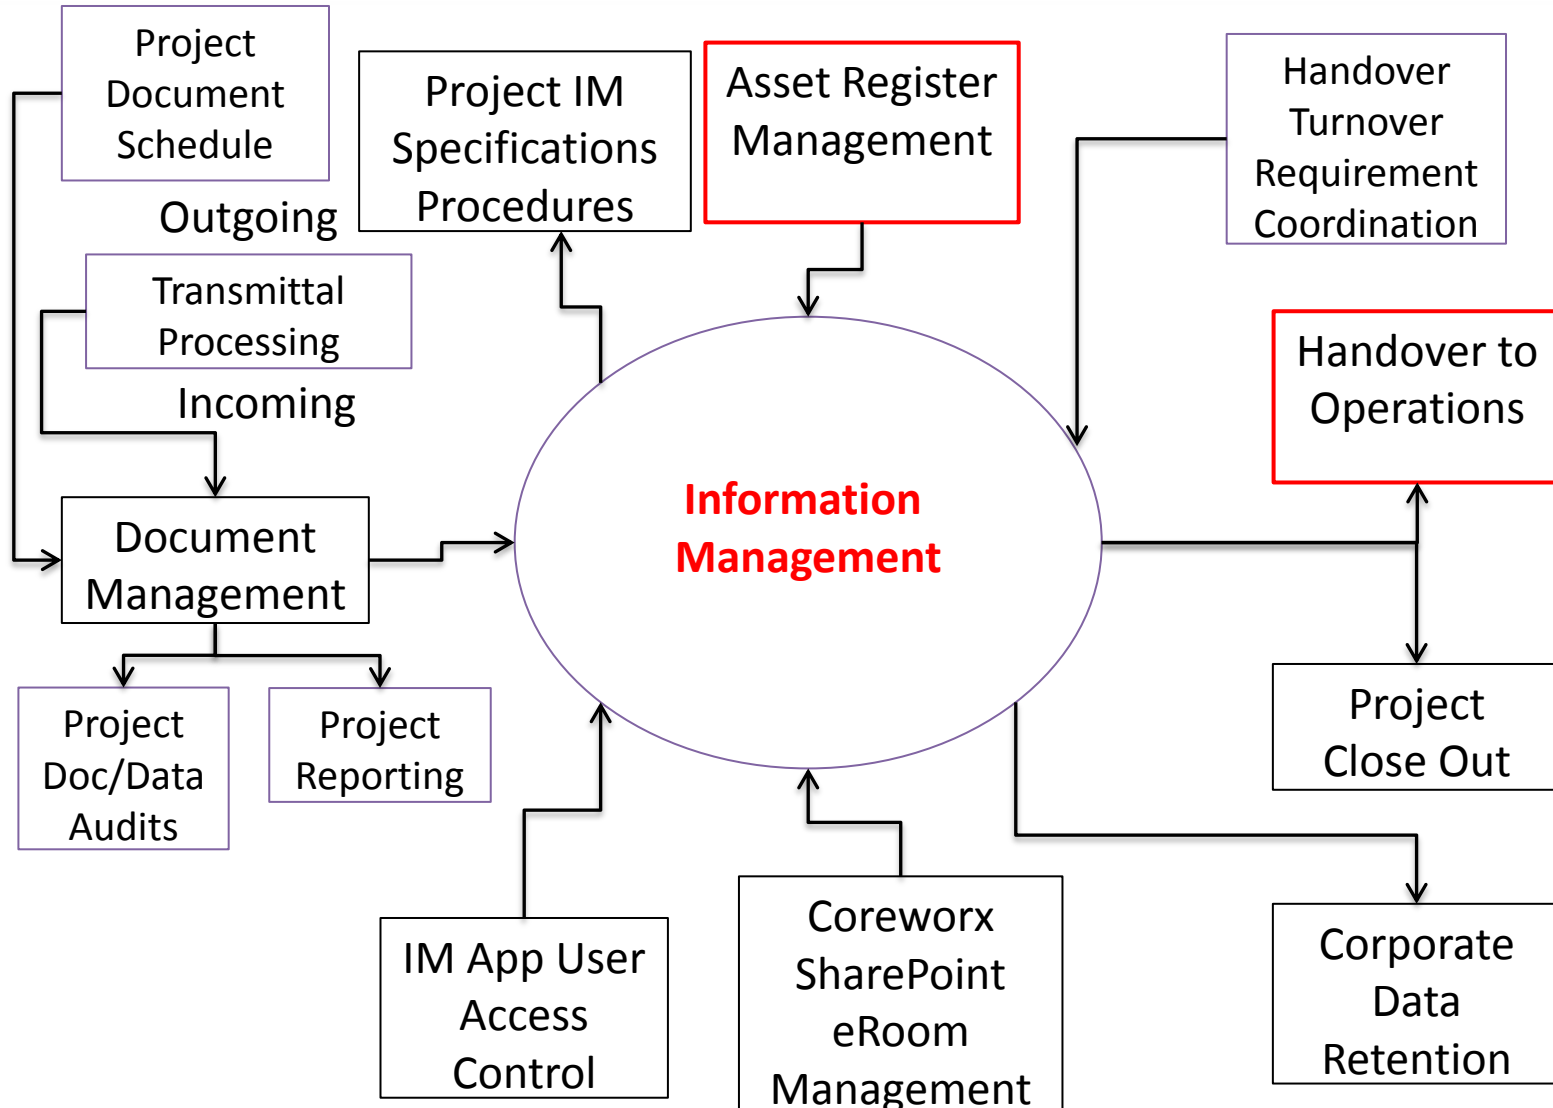 Project
Document
Schedule
Project IM
Specifications
Procedures
Asset Register
Management
Handover
Turnover
Requirement
Coordination
Outgoing
Transmittal
Processing
Incoming
Handover to
Operations
Information
Management
Document
Management
Project
Doc/Data
Audits
Project
Reporting
Project
Close Out
IM App User
Access
Control
Coreworx
SharePoint
eRoom
Management
Corporate
Data
Retention